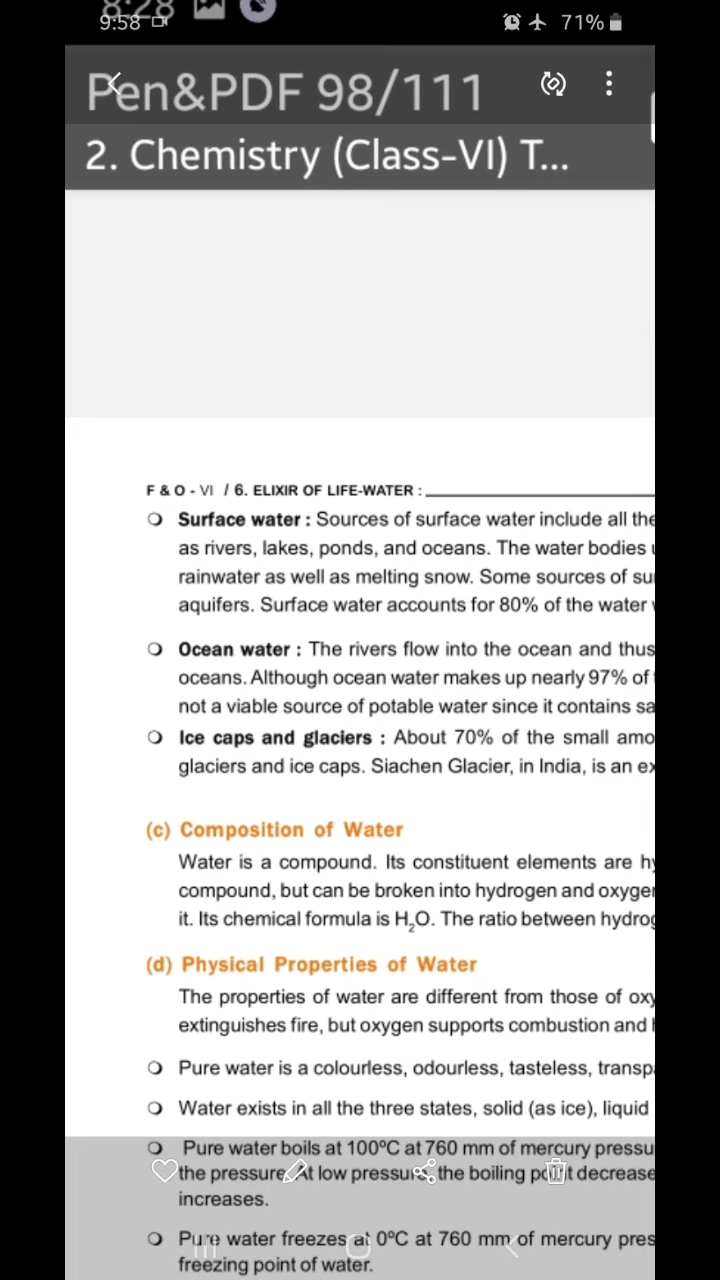 9:58 71%
8:28
Pen&PDF 98/111
2. Chemistry (Class-VI) T...
F & O - VI / 6. ELIXIR OF LIFE-WATER :
Surface water : Sources of surface water include all the
as rivers, lakes, ponds, and oceans. The water bodies
rainwater as well as melting snow. Some sources of
aquifers. Surface water accounts for 80% of the water
Ocean water : The rivers flow into the ocean and thus
oceans. Although ocean water makes up nearly 97% of
not a viable source of potable water since it contains sa
Ice caps and glaciers : About 70% of the small amo
glaciers and ice caps. Siachen Glacier, in India, is an
(c) Composition of Water
Water is a compound. Its constituent elements are
compound, but can be broken into hydrogen and
it. Its chemical formula is H₂O. The ratio between
(d) Physical Properties of Water
The properties of water are different from those of
extinguishes fire, but oxygen supports combustion and
Pure water is a colourless, odourless, tasteless, transp
Water exists in all the three states, solid (as ice), liquid
Pure water boils at 100ºC at 760 mm of mercury pressu
the pressure. At low pressure, the boiling point decrease
increases.
Pure water freezes at 0ºC at 760 mm of mercury pres
freezing point of water.